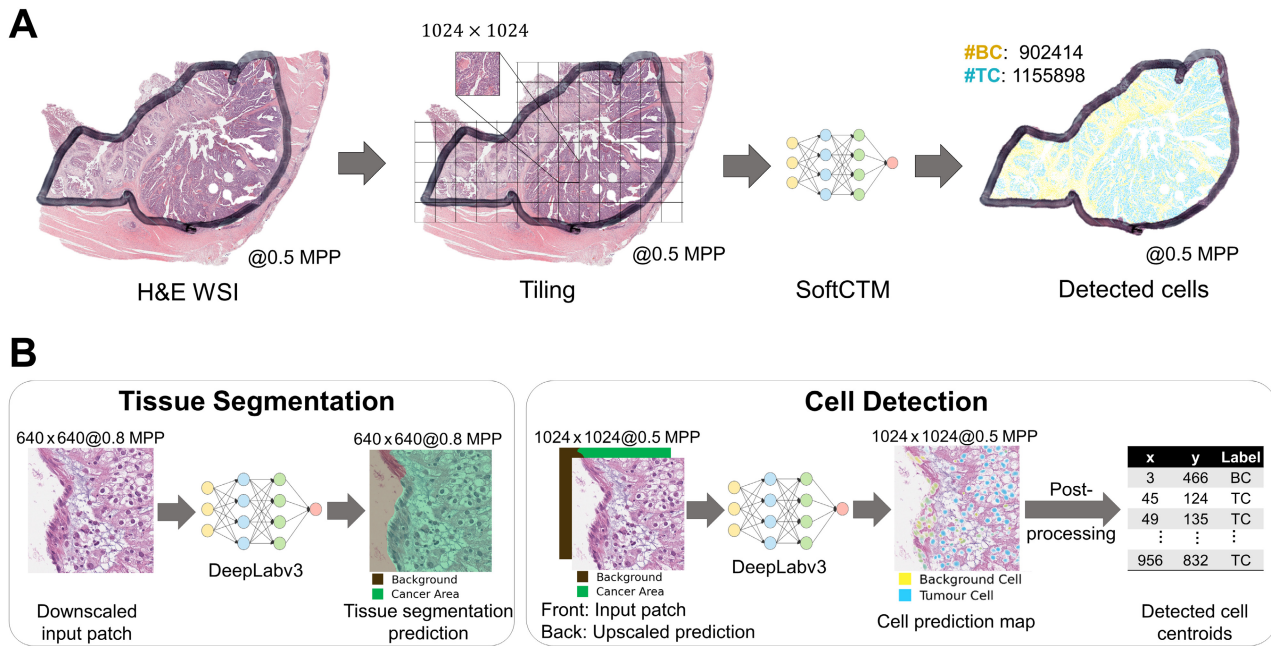 A
1024 × 1024
#BC: 902414
#TC: 1155898
@0.5 MPP
@0.5 MPP
@0.5 MPP
H&E WSI
Tiling
SoftCTM
Detected cells
B
Tissue Segmentation
640 x 640@0.8 MPP
640 x 640@0.8 MPP
DeepLabv3
Background
Cancer Area
Downscaled
input patch
Tissue segmentation
prediction
Cell Detection
1024 x 1024@0.5 MPP
1024 x 1024@0.5 MPP
Background
Cancer Area
Front: Input patch
Back: Upscaled prediction
DeepLabv3
Background Cell
Tumour Cell
Cell prediction map
Post-
processing
x y Label
3 466 BC
45 124 TC
49 135 TC
⋮ ⋮ ⋮
956 832 TC
Detected cell
centroids